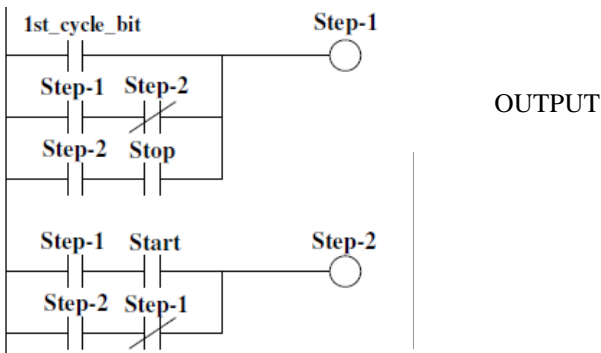 1st_cycle_bit Step-1
Step-1 Step-2
OUTPUT
Step-2 Stop
Step-1 Start Step-2
Step-2 Step-1